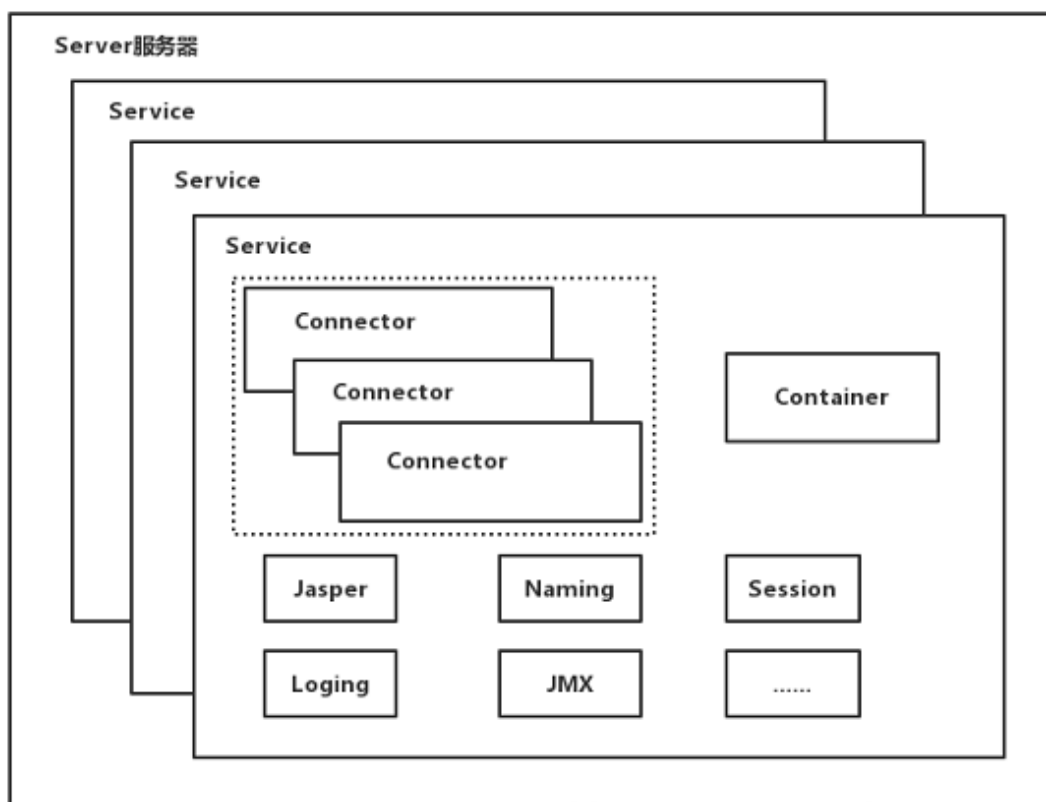 Server服务器
Service
Service
Service
Connector
Connector
Container
Connector
Jasper
Naming
Session
Loging
JMX
......